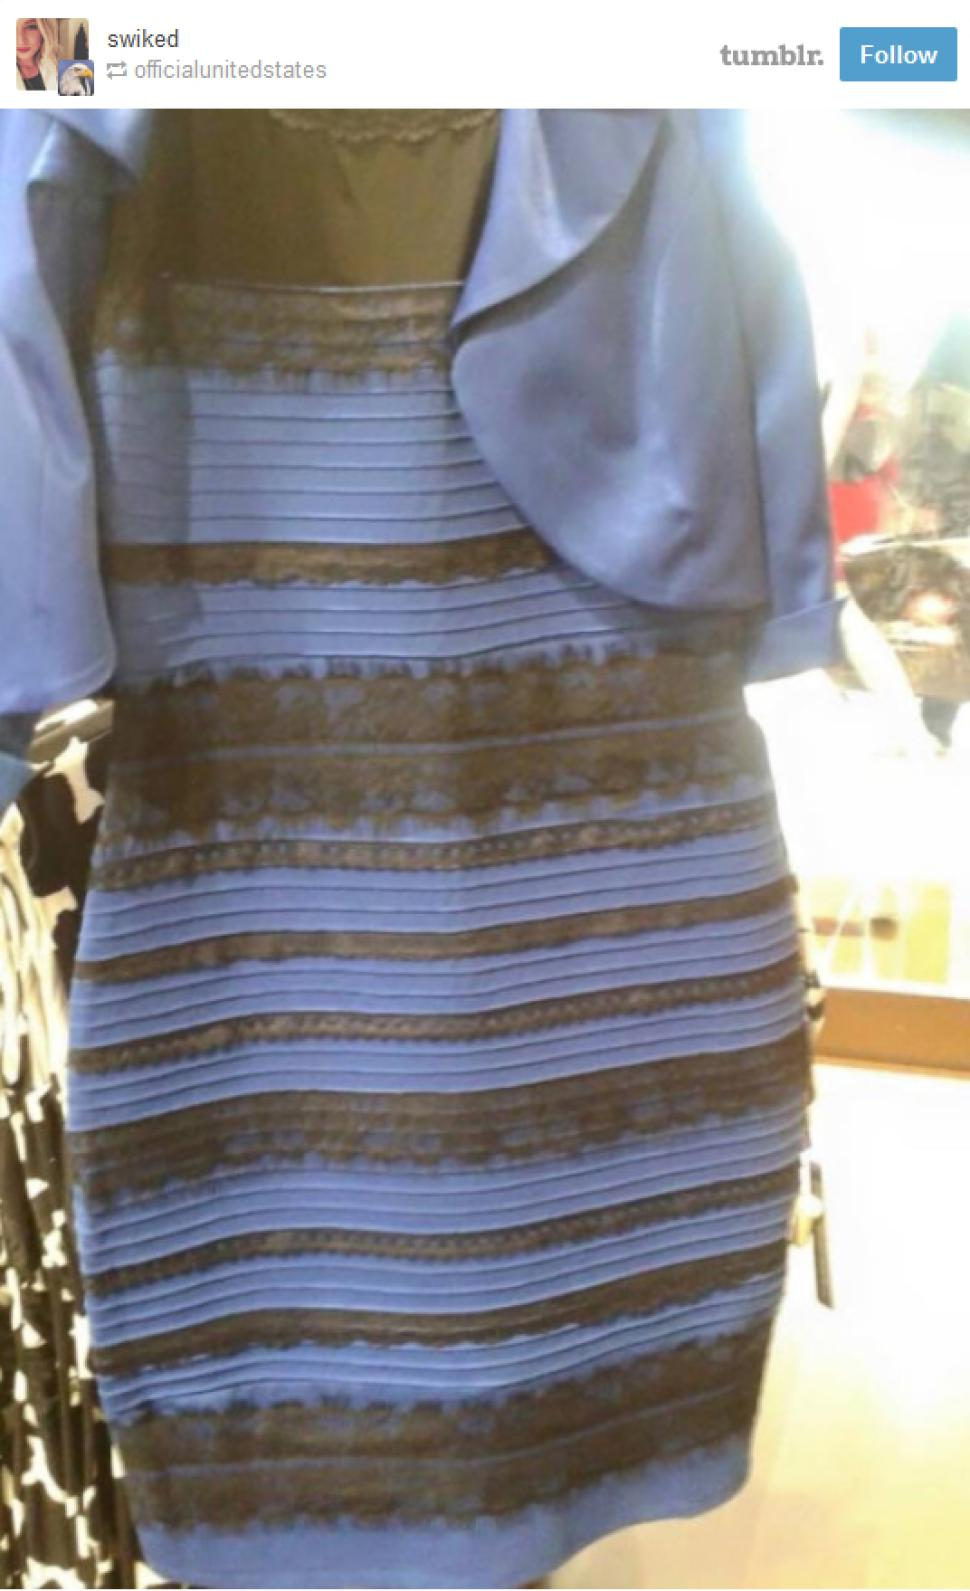 swiked
officialunitedstates
tumblr.
Follow